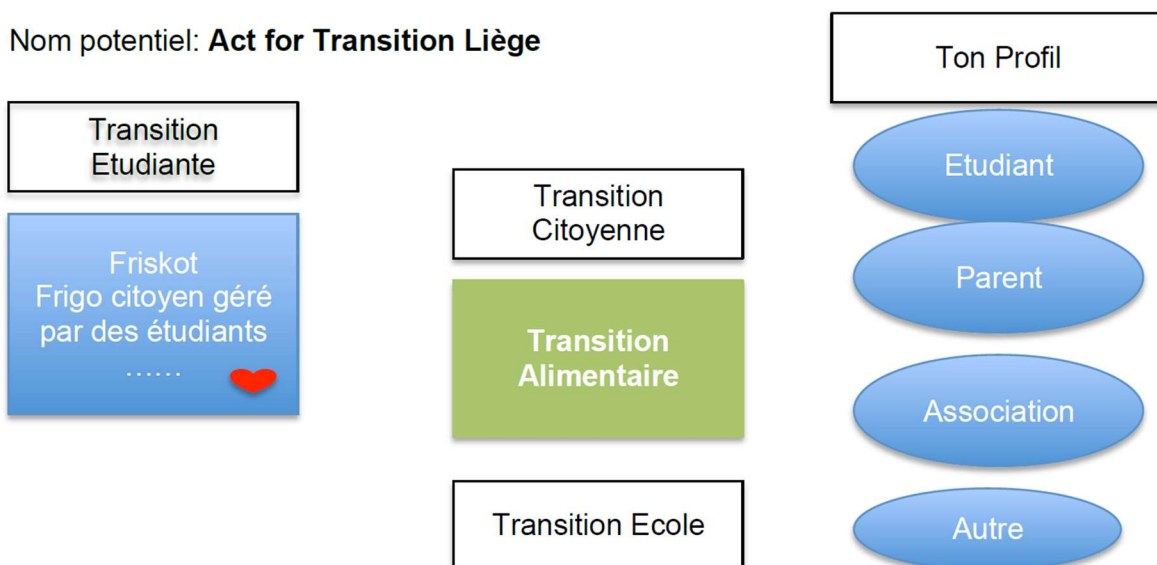 Nom potentiel: Act for Transition Liège
Transition
Etudiante
Friskot
Frigo citoyen géré
par des étudiants
......
Transition
Citoyenne
Transition
Alimentaire
Transition Ecole
Ton Profil
Etudiant
Parent
Association
Autre